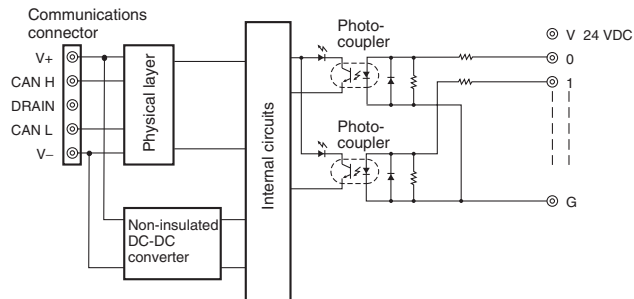 Communications
connector
V+
CAN H
DRAIN
CAN L
V−
Physical layer
Non-insulated
DC-DC
converter
Internal circuits
Photo-
coupler
Photo-
coupler
V 24 VDC
0
1
G